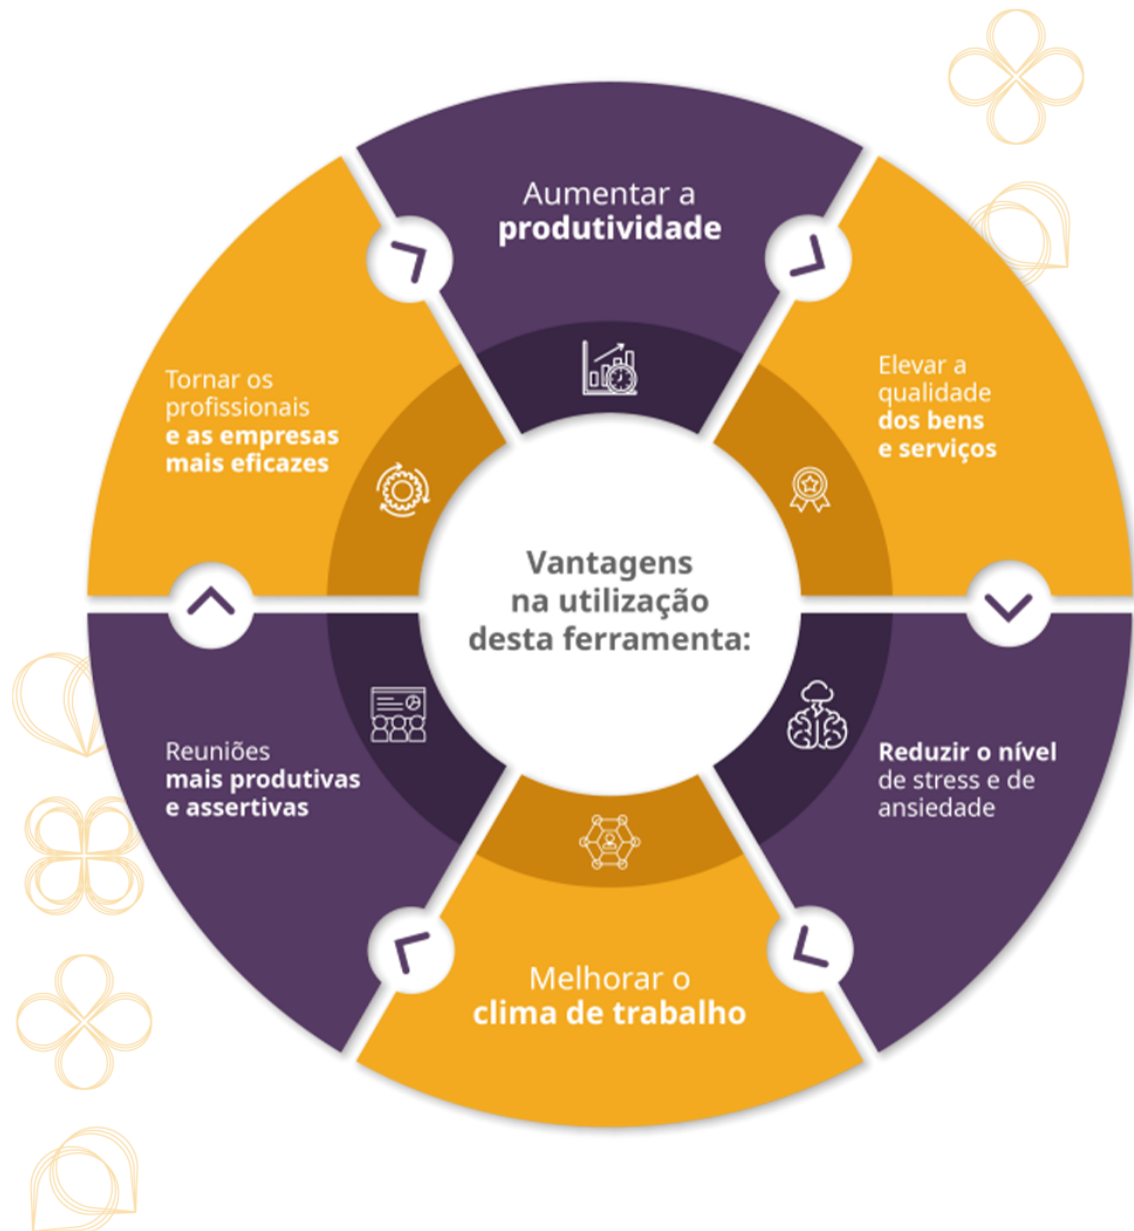 Aumentar a
produtividade
Elevar a
qualidade
dos bens
e serviços
Reduzir o nível
de stress e de
ansiedade
Melhorar o
clima de trabalho
Reuniões
mais produtivas
e assertivas
Tornar os
profissionais
e as empresas
mais eficazes
Vantagens
na utilização
desta ferramenta: